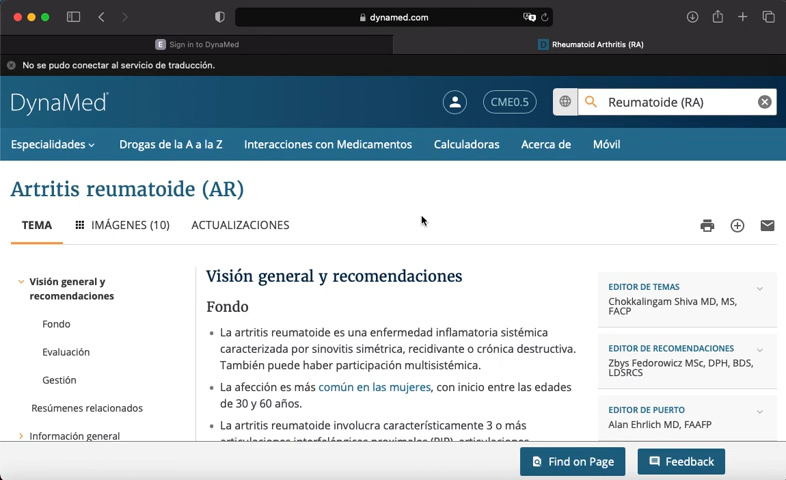 dynamed.com
E Sign in to DynaMed
D Rheumatoid Arthritis (RA)
No se pudo conectar al servicio de traducción.
DynaMed
CME0.5
Reumatoide (RA)
Especialidades
Drogas de la A a la Z
Interacciones con Medicamentos
Calculadoras
Acerca de
Móvil
Artritis reumatoide (AR)
TEMA
IMÁGENES (10)
ACTUALIZACIONES
Visión general y
recomendaciones
Fondo
Evaluación
Gestión
Resúmenes relacionados
Información general
Visión general y recomendaciones
Fondo
La artritis reumatoide es una enfermedad inflamatoria sistémica
caracterizada por sinovitis simétrica, recidivante o crónica destructiva.
También puede haber participación multisistémica.
La afección es más común en las mujeres, con inicio entre las edades
de 30 y 60 años.
La artritis reumatoide involucra característicamente 3 o más
articulaciones interfalángicas proximales (PIP), articulaciones
EDITOR DE TEMAS
Chokkalingam Shiva MD, MS,
FACP
EDITOR DE RECOMENDACIONES
Zbys Fedorowicz MSc, DPH, BDS,
LDSRCS
EDITOR DE PUERTO
Alan Ehrlich MD, FAAFP
Find on Page
Feedback